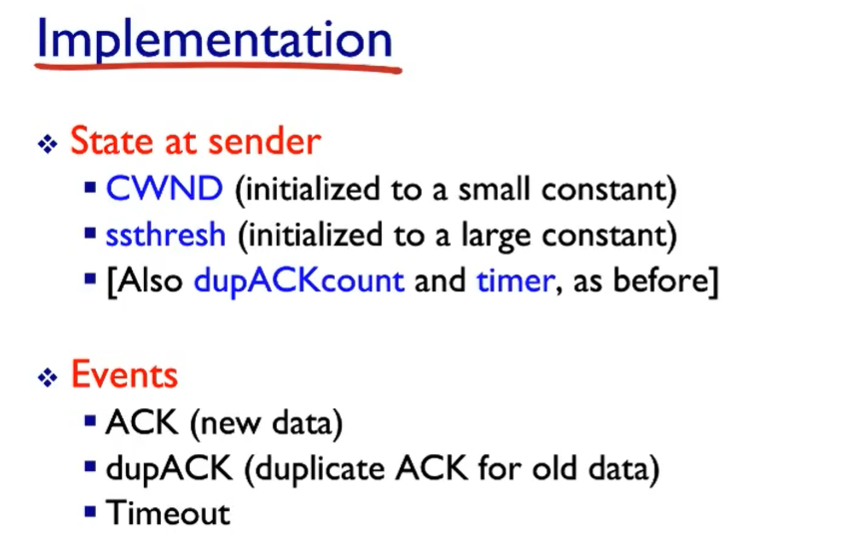 Implementation
❖ State at sender
▪ CWND (initialized to a small constant)
▪ ssthresh (initialized to a large constant)
▪ [Also dupACKcount and timer, as before]
❖ Events
▪ ACK (new data)
▪ dupACK (duplicate ACK for old data)
▪ Timeout